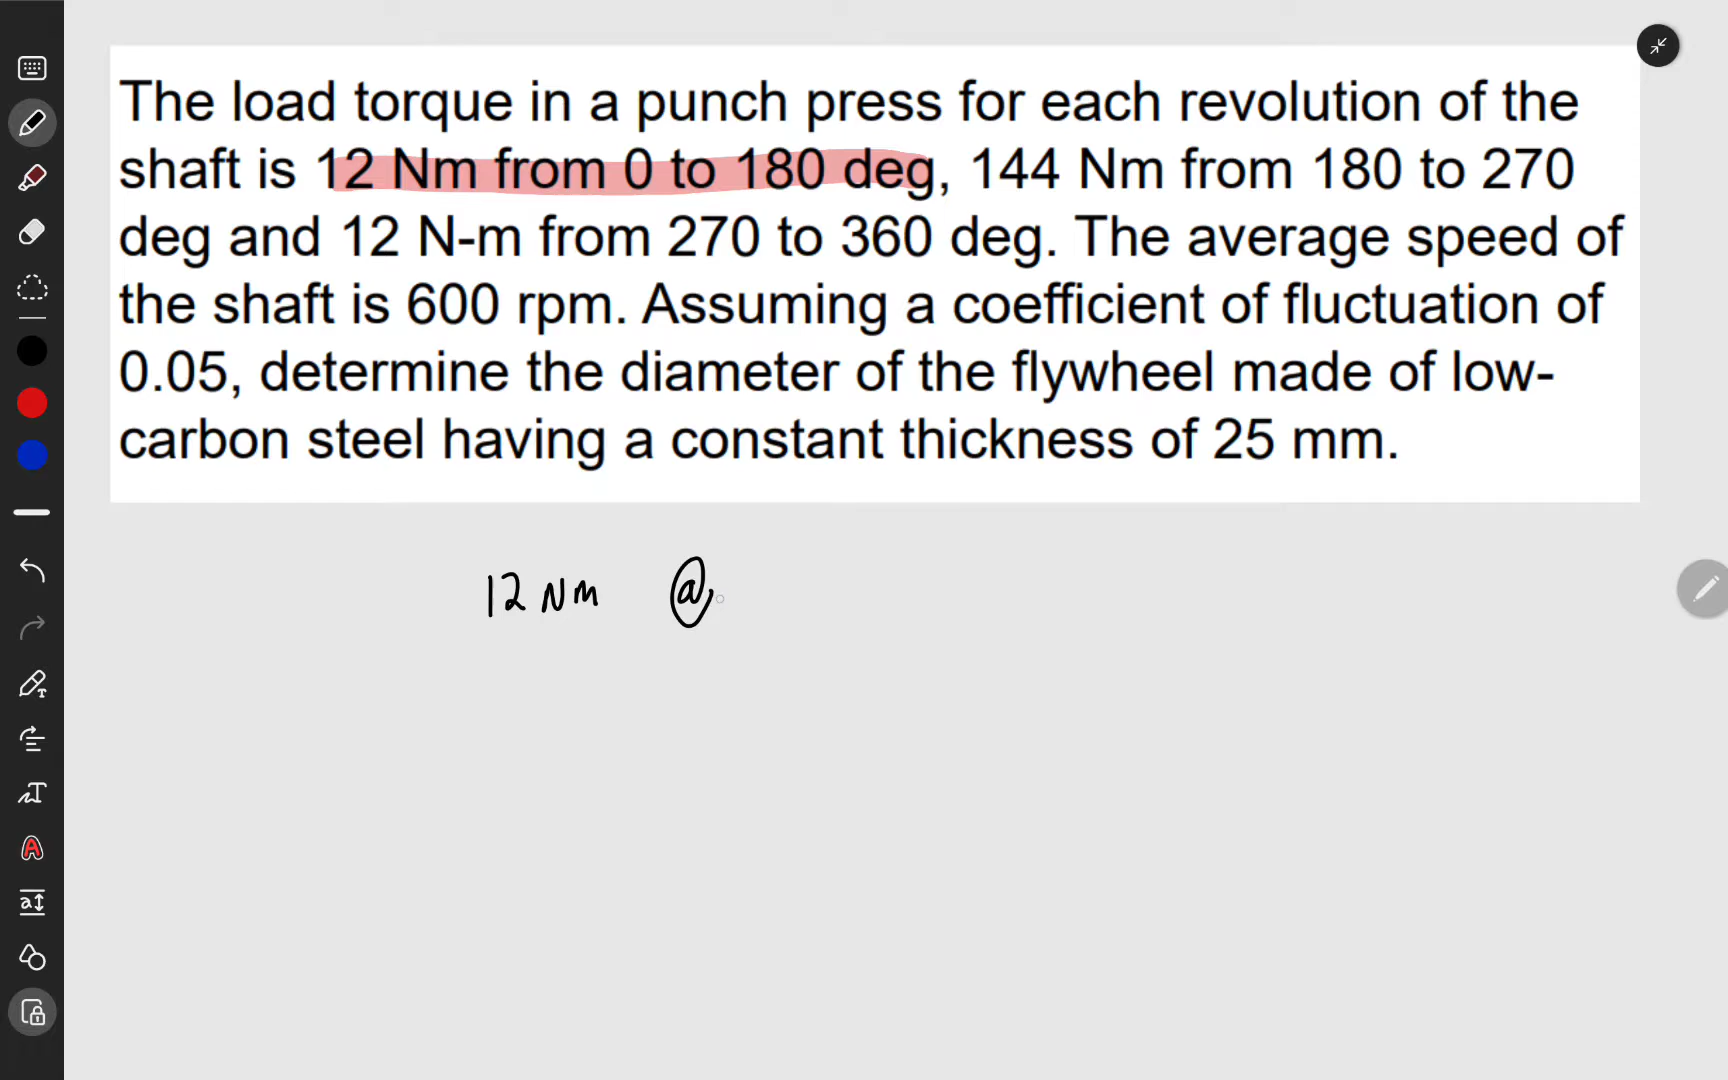 The load torque in a punch press for each revolution of the
shaft is 12 Nm from 0 to 180 deg, 144 Nm from 180 to 270
deg and 12 N-m from 270 to 360 deg. The average speed of
the shaft is 600 rpm. Assuming a coefficient of fluctuation of
0.05, determine the diameter of the flywheel made of low-
carbon steel having a constant thickness of 25 mm.
12 Nm @